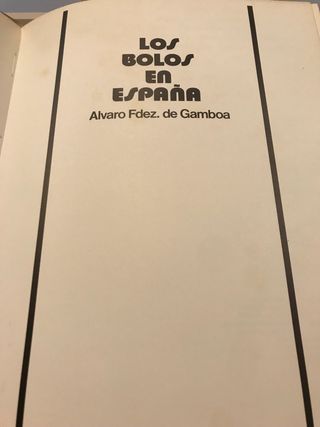 LOS
BOLOS
EN
ESPAÑA
Alvaro Fdez. de Gamboa